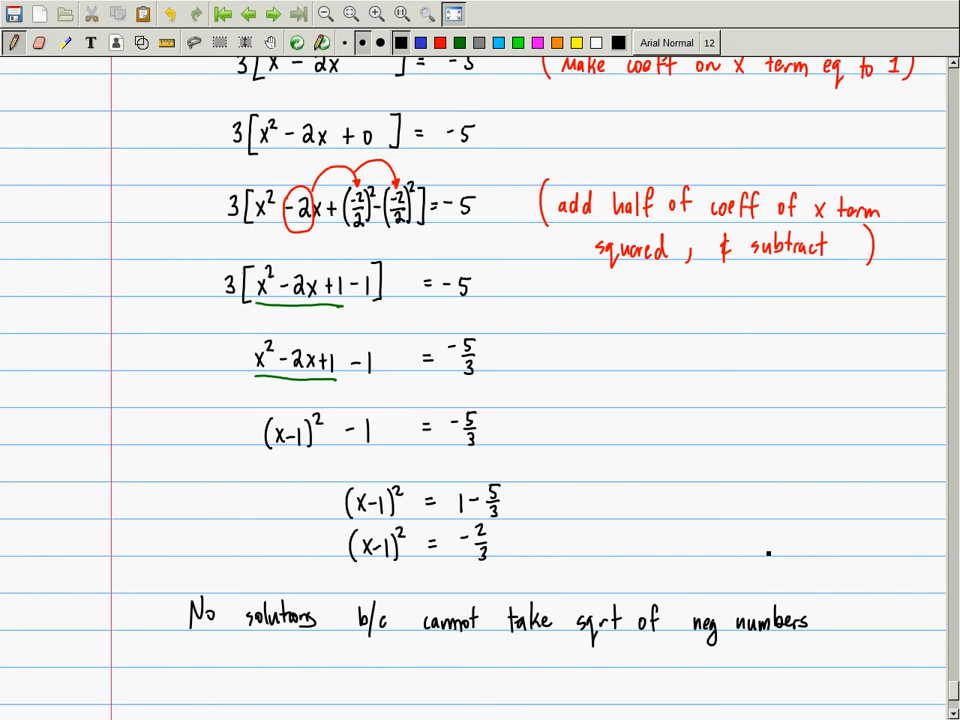 Arial Normal 12
3[x - 2x ] = -5 (Make coeff on x term eq to 1)
3[x² - 2x + 0 ] = -5
3[x² - 2x + (-2/2)² - (-2/2)²] = -5 (add half of coeff of x term
squared, & subtract )
3[x² - 2x + 1 - 1] = -5
x² - 2x + 1 - 1 = -5/3
(x-1)² - 1 = -5/3
(x-1)² = 1 - 5/3
(x-1)² = -2/3
No solutions b/c cannot take sqrt of neg numbers